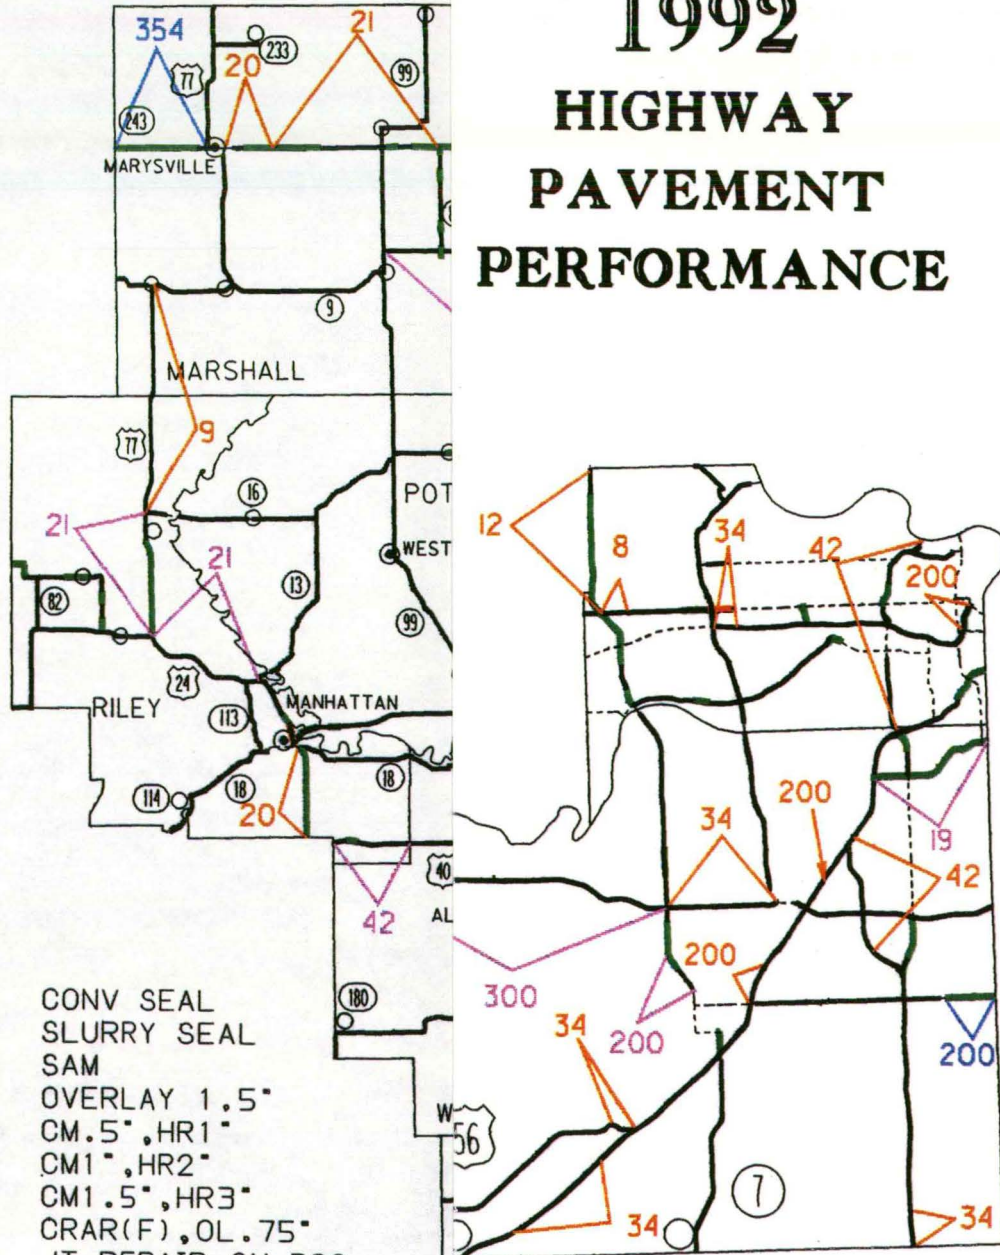 1992
HIGHWAY
PAVEMENT
PERFORMANCE
354
21
233
20
77
99
243
MARYSVILLE
9
MARSHALL
77
9
16
POT
21
21
WEST
13
82
99
24
RILEY
MANHATTAN
113
18
18
114
20
40
42
AL
180
W
CONV SEAL
SLURRY SEAL
SAM
OVERLAY 1.5"
CM.5",HR1"
CM1",HR2"
CM1.5",HR3"
CRAR(F),OL.75"
12
8
34
42
200
200
34
19
42
200
300
34
200
200
56
7
34
34